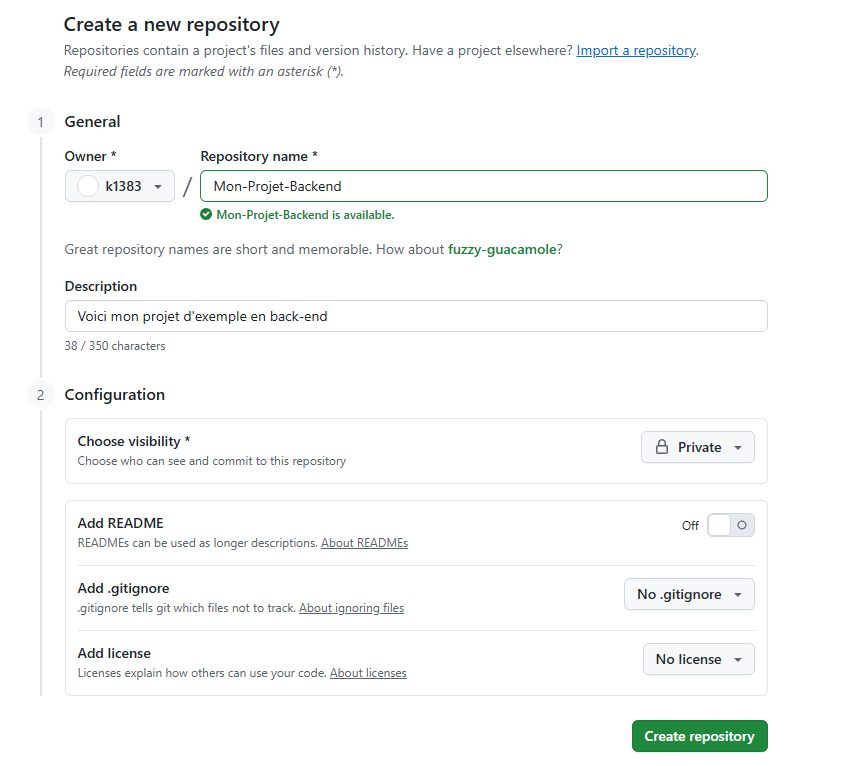 Create a new repository
Repositories contain a project's files and version history. Have a project elsewhere? Import a repository.
Required fields are marked with an asterisk (*).
1 General
Owner * Repository name *
k1383 / Mon-Projet-Backend
Mon-Projet-Backend is available.
Great repository names are short and memorable. How about fuzzy-guacamole?
Description
Voici mon projet d'exemple en back-end
38 / 350 characters
2 Configuration
Choose visibility *
Choose who can see and commit to this repository
Private
Add README
READMEs can be used as longer descriptions. About READMEs
Off
Add .gitignore
.gitignore tells git which files not to track. About ignoring files
No .gitignore
Add license
Licenses explain how others can use your code. About licenses
No license
Create repository